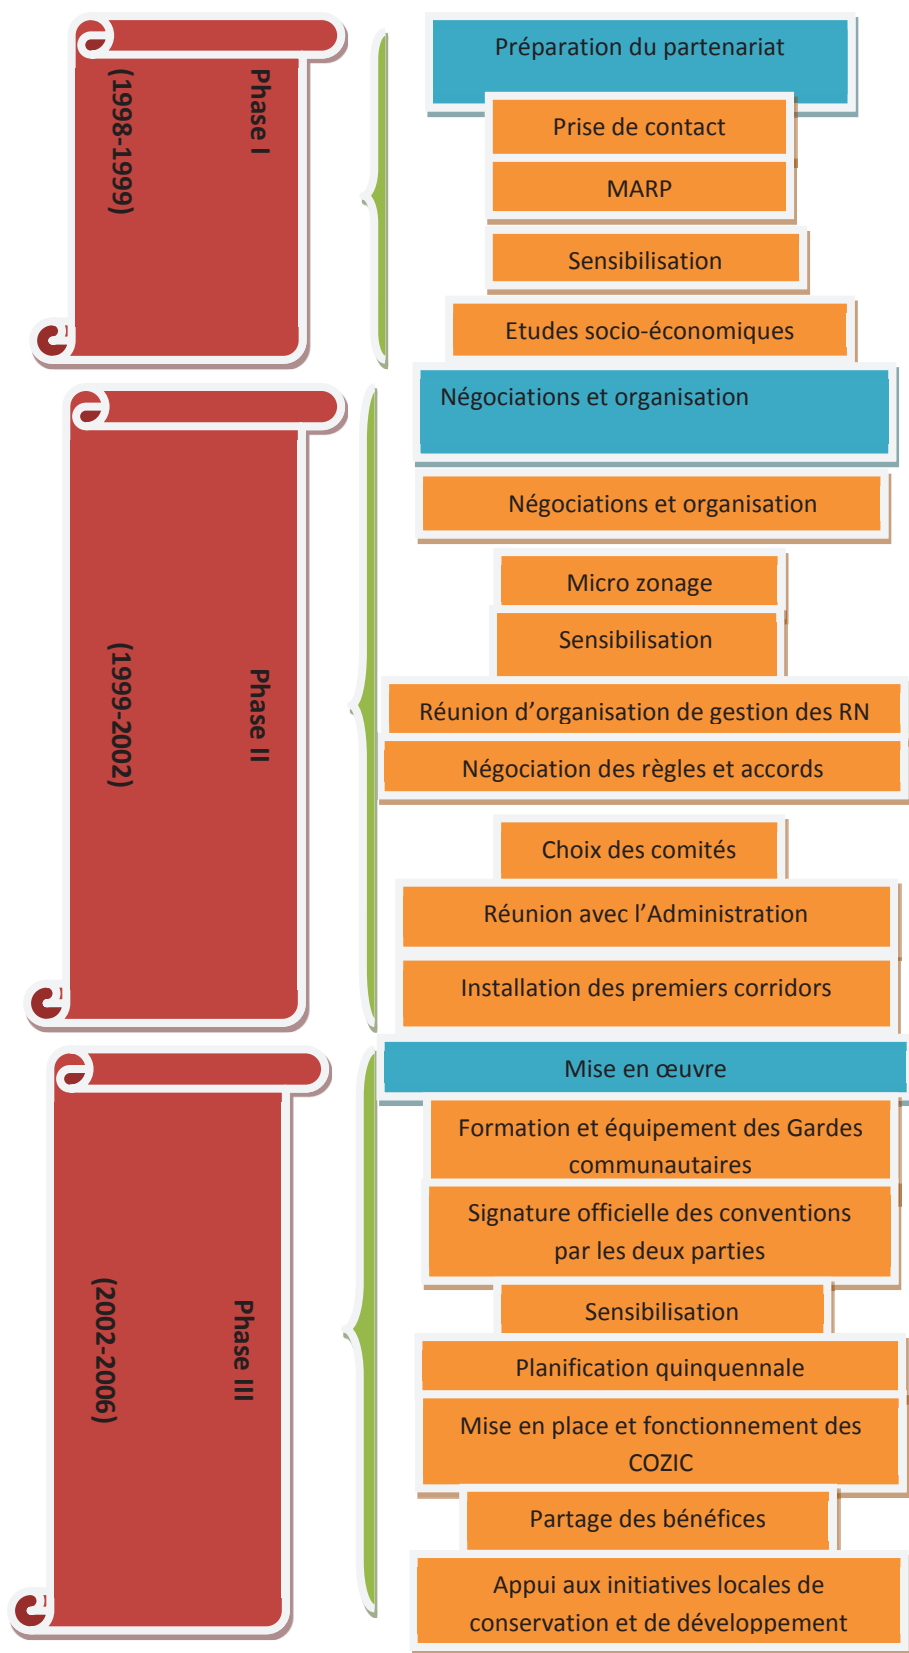 Phase I
(1998-1999)
Préparation du partenariat
Prise de contact
MARP
Sensibilisation
Etudes socio-économiques
Phase II
(1999-2002)
Négociations et organisation
Négociations et organisation
Micro zonage
Sensibilisation
Réunion d’organisation de gestion des RN
Négociation des règles et accords
Choix des comités
Réunion avec l’Administration
Installation des premiers corridors
Phase III
(2002-2006)
Mise en œuvre
Formation et équipement des Gardes
communautaires
Signature officielle des conventions
par les deux parties
Sensibilisation
Planification quinquennale
Mise en place et fonctionnement des
COZIC
Partage des bénéfices
Appui aux initiatives locales de
conservation et de développement